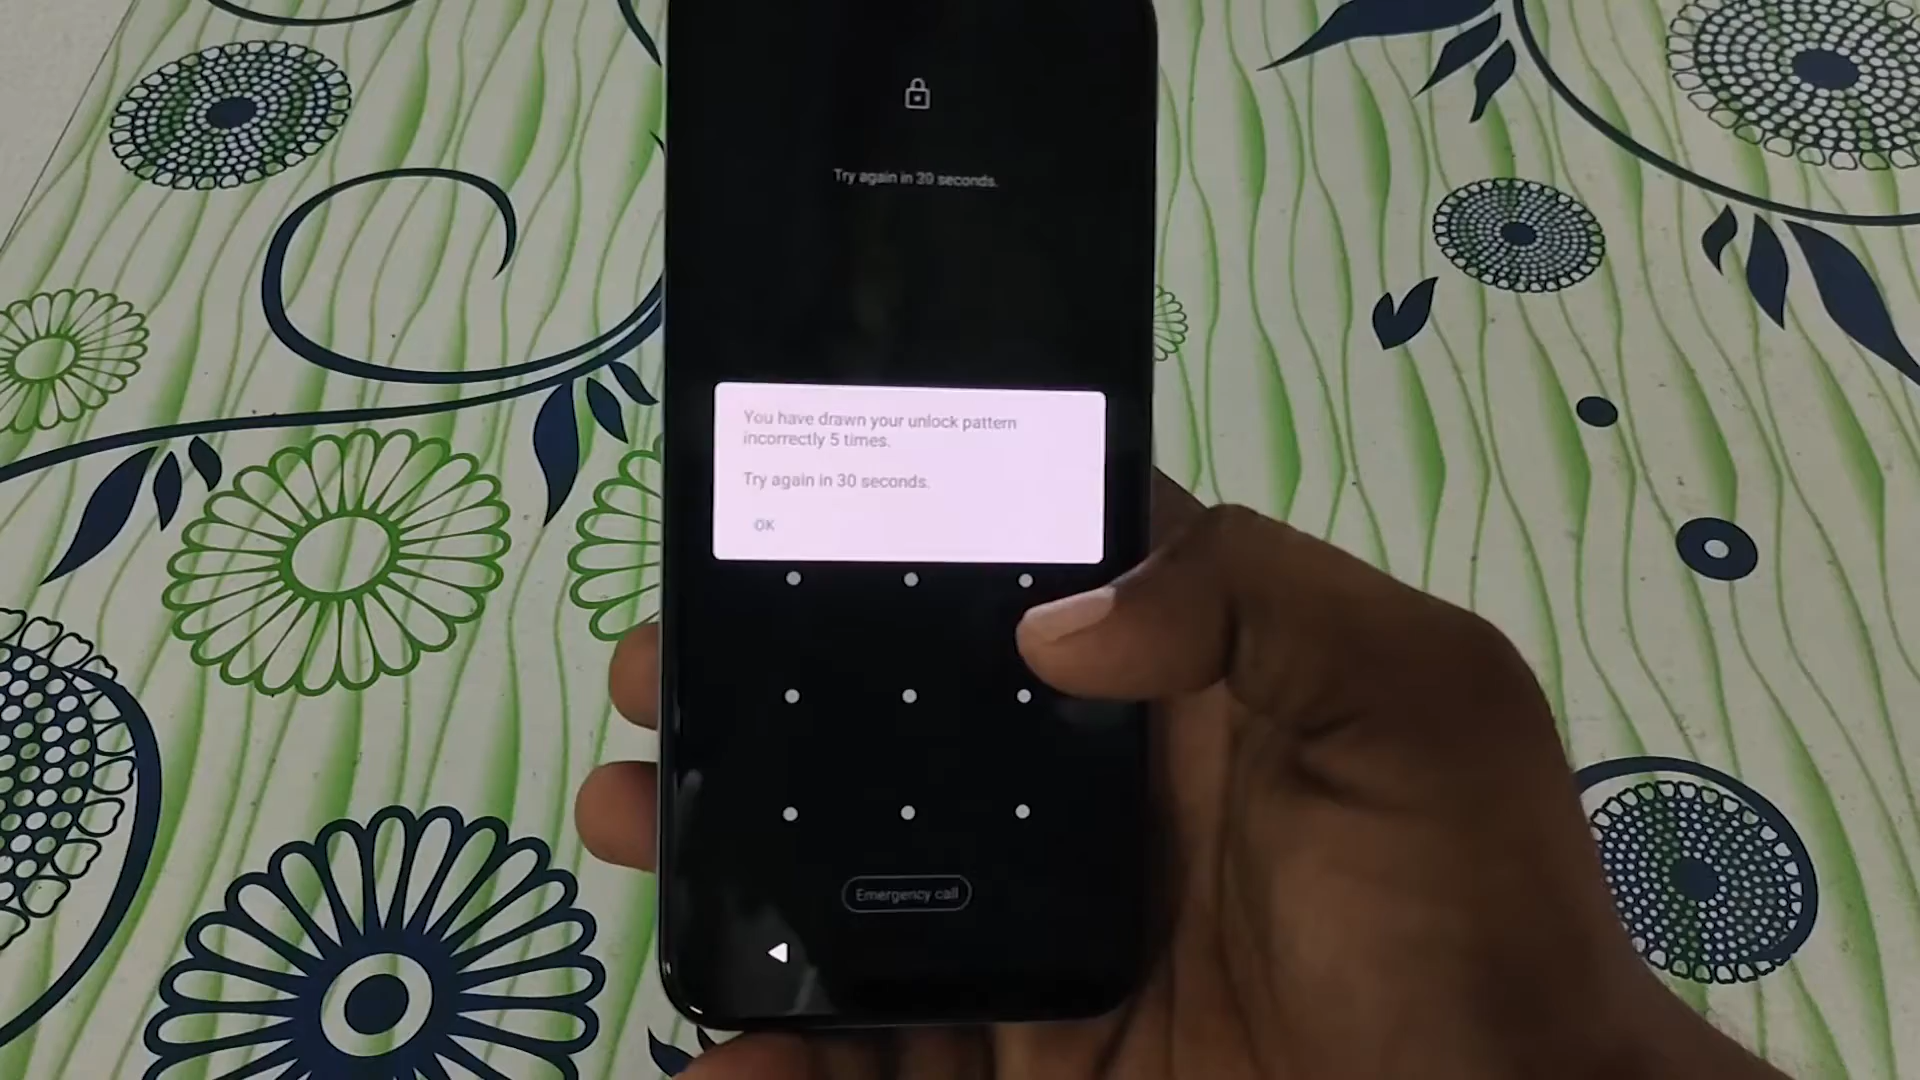 Try again in 30 seconds.
You have drawn your unlock pattern
incorrectly 5 times.
Try again in 30 seconds.
OK
Emergency call